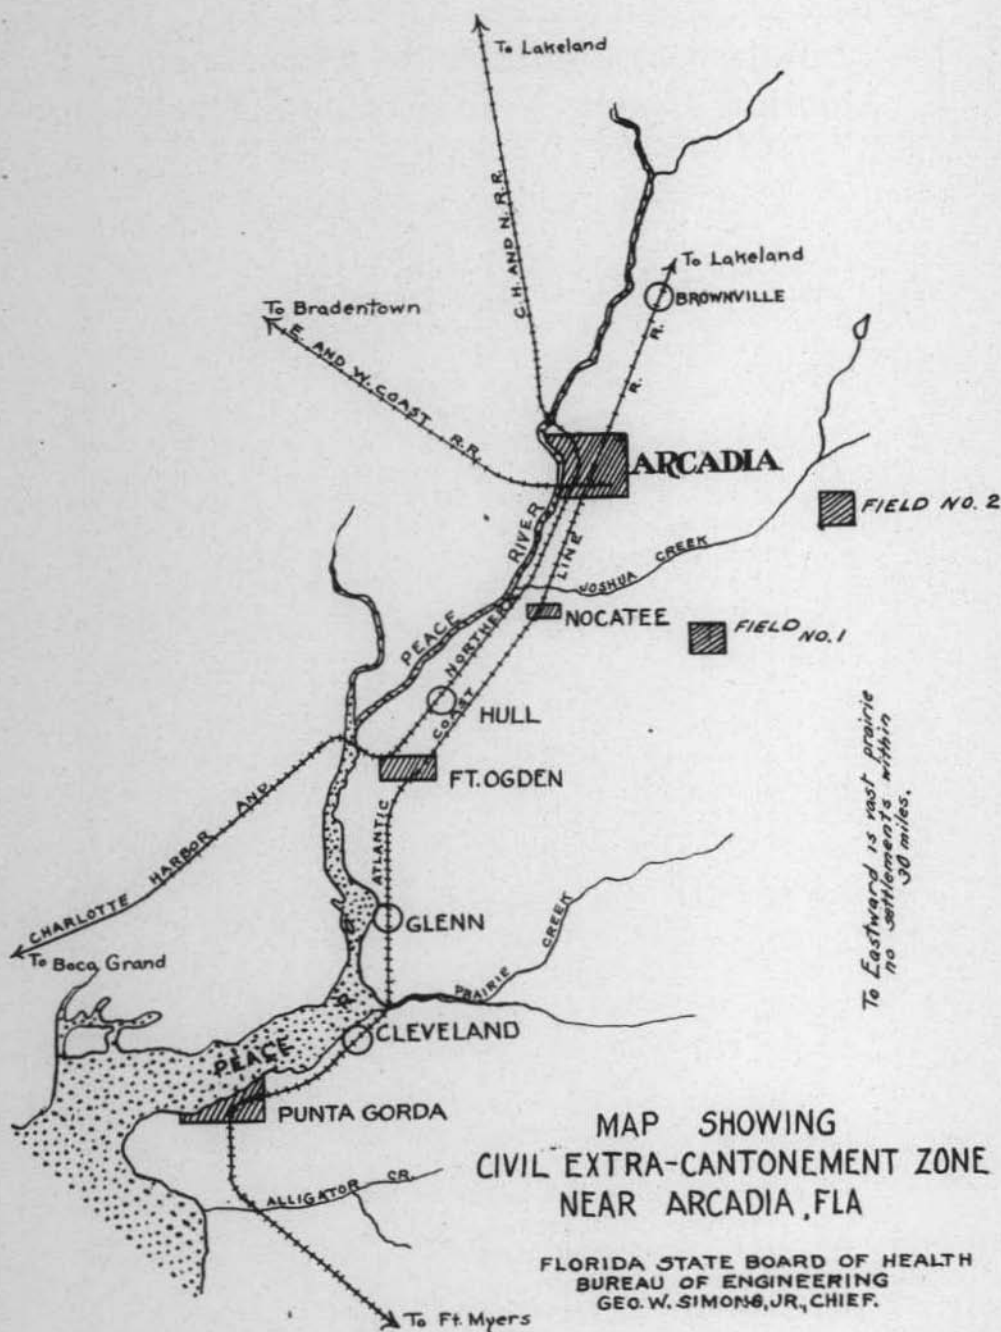 To Lakeland
C. H. AND N. R. R.
To Lakeland
BROWNVILLE
To Bradentown
E. AND W. COAST R. R.
R. R.
ARCADIA
FIELD NO. 2
RIVER
LINE
JOSHUA CREEK
PEACE
NORTHERN
NOCATEE
FIELD NO. 1
COAST
HULL
FT. OGDEN
To Eastward is vast prairie
no settlements within
30 miles.
CHARLOTTE HARBOR AND
ATLANTIC
GLENN
To Boca Grand
PRAIRIE CREEK
PEACE R.
CLEVELAND
PUNTA GORDA
ALLIGATOR CR.
To Ft. Myers
MAP SHOWING
CIVIL EXTRA-CANTONEMENT ZONE
NEAR ARCADIA, FLA
FLORIDA STATE BOARD OF HEALTH
BUREAU OF ENGINEERING
GEO. W. SIMONS, JR., CHIEF.